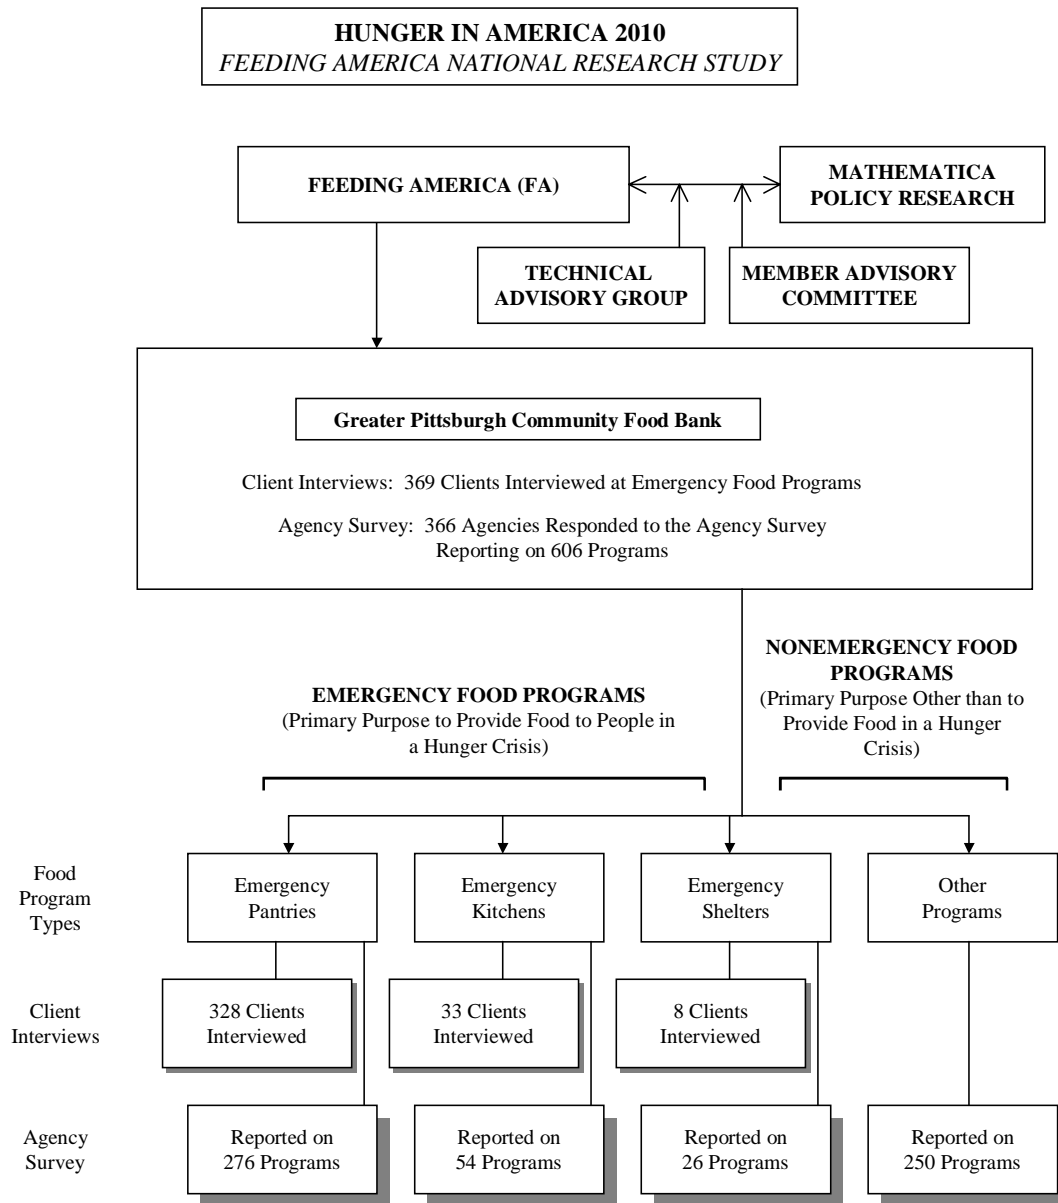 HUNGER IN AMERICA 2010
FEEDING AMERICA NATIONAL RESEARCH STUDY
FEEDING AMERICA (FA)
MATHEMATICA
POLICY RESEARCH
TECHNICAL
ADVISORY GROUP
MEMBER ADVISORY
COMMITTEE
Greater Pittsburgh Community Food Bank
Client Interviews: 369 Clients Interviewed at Emergency Food Programs
Agency Survey: 366 Agencies Responded to the Agency Survey
Reporting on 606 Programs
EMERGENCY FOOD PROGRAMS
(Primary Purpose to Provide Food to People in
a Hunger Crisis)
NONEMERGENCY FOOD
PROGRAMS
(Primary Purpose Other than to
Provide Food in a Hunger
Crisis)
Food
Program
Types
Emergency
Pantries
Emergency
Kitchens
Emergency
Shelters
Other
Programs
Client
Interviews
328 Clients
Interviewed
33 Clients
Interviewed
8 Clients
Interviewed
Agency
Survey
Reported on
276 Programs
Reported on
54 Programs
Reported on
26 Programs
Reported on
250 Programs